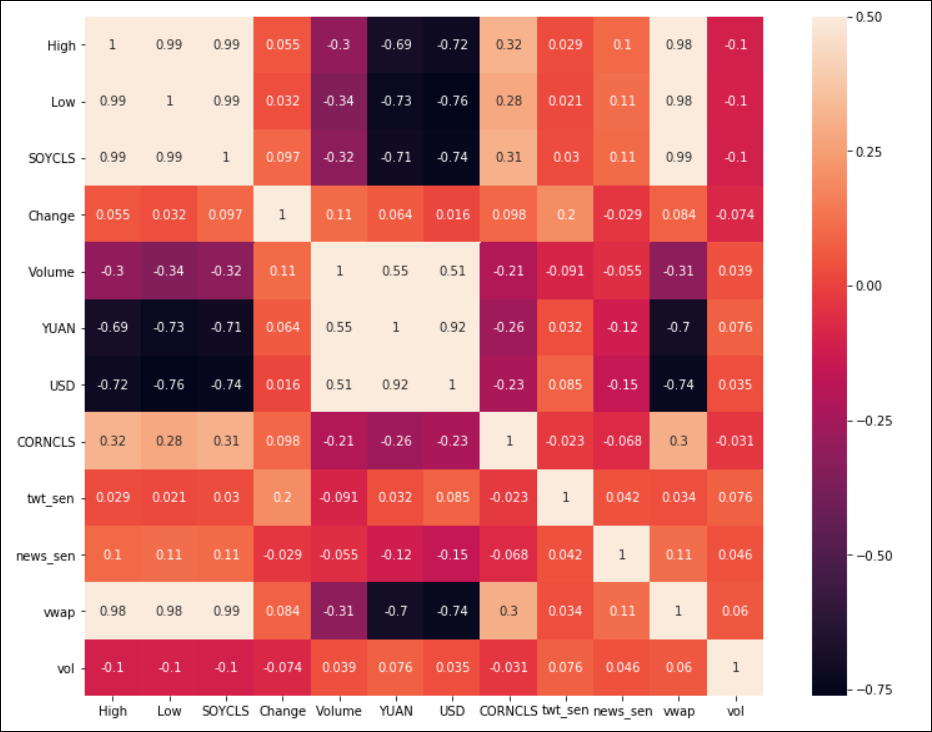 High 1 0.99 0.99 0.055 -0.3 -0.69 -0.72 0.32 0.029 0.1 0.98 -0.1
Low 0.99 1 0.99 0.032 -0.34 -0.73 -0.76 0.28 0.021 0.11 0.98 -0.1
SOYCLS 0.99 0.99 1 0.097 -0.32 -0.71 -0.74 0.31 0.03 0.11 0.99 -0.1
Change 0.055 0.032 0.097 1 0.11 0.064 0.016 0.098 0.2 -0.029 0.084 -0.074
Volume -0.3 -0.34 -0.32 0.11 1 0.55 0.51 -0.21 -0.091 -0.055 -0.31 0.039
YUAN -0.69 -0.73 -0.71 0.064 0.55 1 0.92 -0.26 0.032 -0.12 -0.7 0.076
USD -0.72 -0.76 -0.74 0.016 0.51 0.92 1 -0.23 0.085 -0.15 -0.74 0.035
CORNCLS 0.32 0.28 0.31 0.098 -0.21 -0.26 -0.23 1 -0.023 -0.068 0.3 -0.031
twt_sen 0.029 0.021 0.03 0.2 -0.091 0.032 0.085 -0.023 1 0.042 0.034 0.076
news_sen 0.1 0.11 0.11 -0.029 -0.055 -0.12 -0.15 -0.068 0.042 1 0.11 0.046
vwap 0.98 0.98 0.99 0.084 -0.31 -0.7 -0.74 0.3 0.034 0.11 1 0.06
vol -0.1 -0.1 -0.1 -0.074 0.039 0.076 0.035 -0.031 0.076 0.046 0.06 1
High Low SOYCLS Change Volume YUAN USD CORNCLS twt_sen news_sen vwap vol
0.50
0.25
0.00
−0.25
−0.50
−0.75